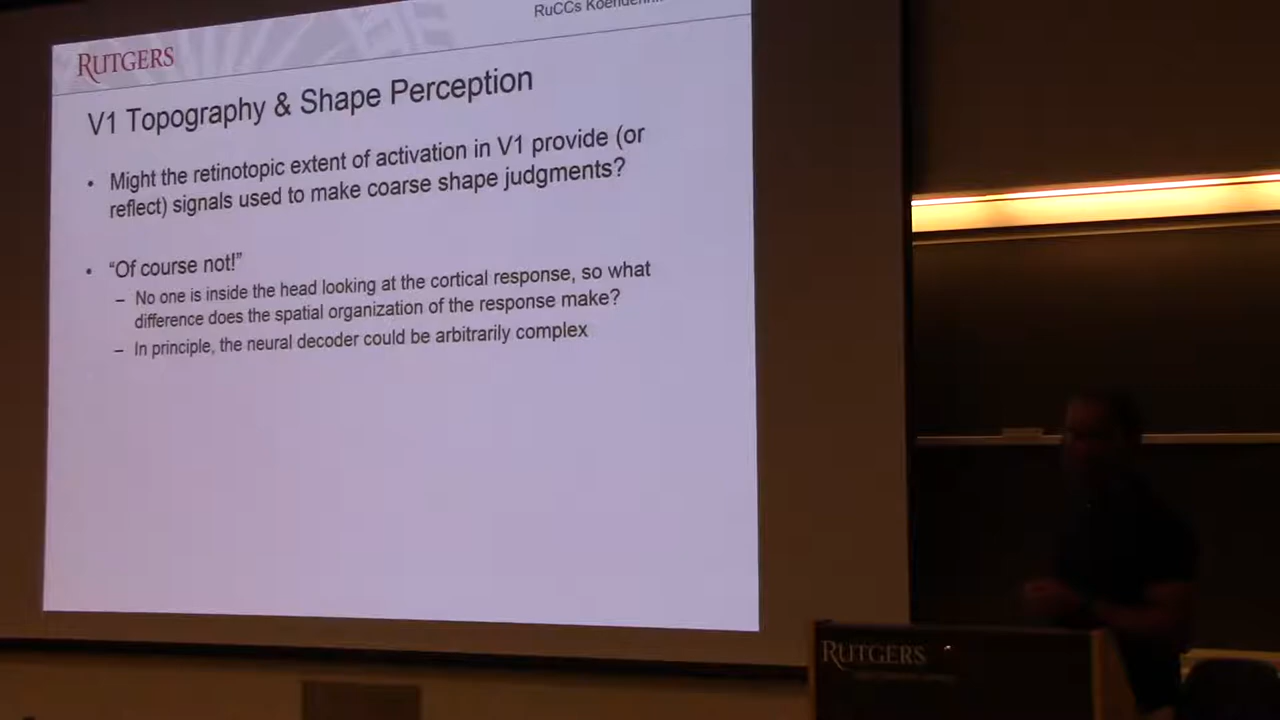 RuCCs
RUTGERS
V1 Topography & Shape Perception
• Might the retinotopic extent of activation in V1 provide (or
reflect) signals used to make coarse shape judgments?
• “Of course not!”
– No one is inside the head looking at the cortical response, so what
difference does the spatial organization of the response make?
– In principle, the neural decoder could be arbitrarily complex
RUTGERS